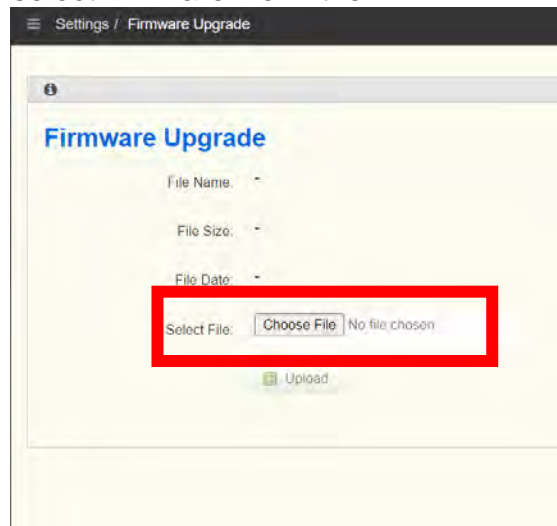 Settings / Firmware Upgrade
Firmware Upgrade
File Name: -
File Size: -
File Date: -
Select File: Choose File No file chosen
Upload